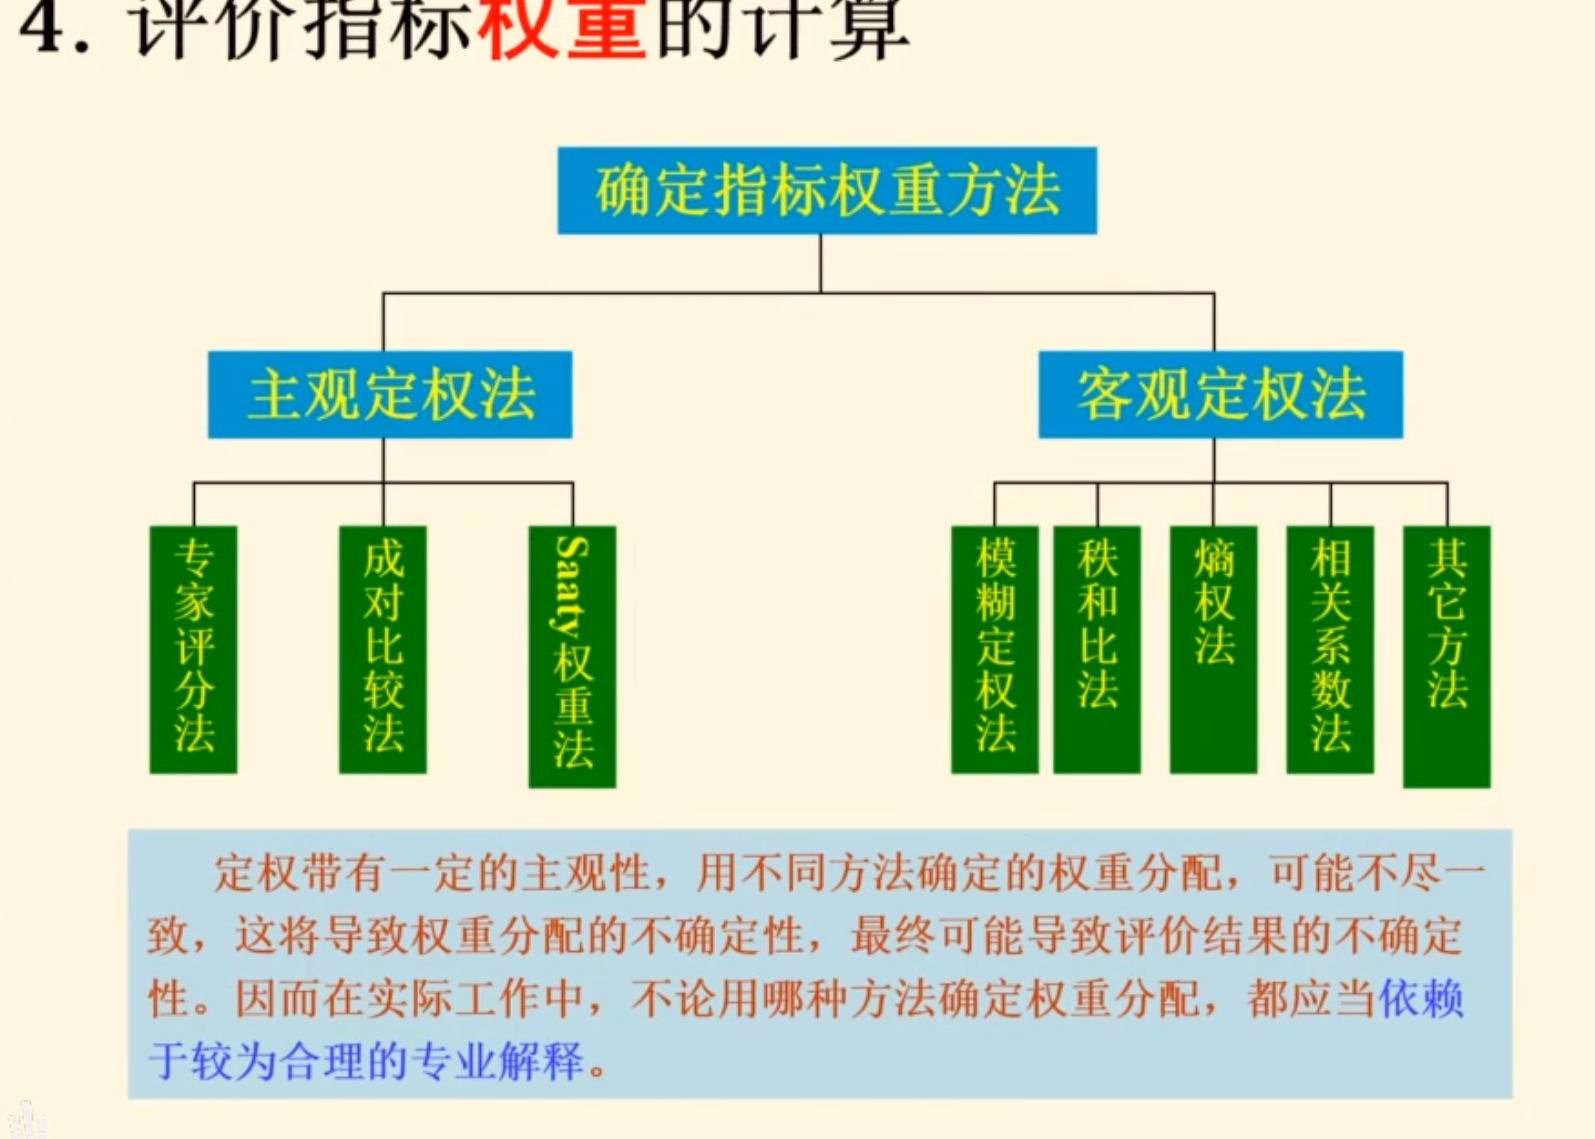 4. 评价指标权重的计算
确定指标权重方法
主观定权法
客观定权法
专家评分法
成对比较法
Saaty权重法
模糊定权法
秩和比法
熵权法
相关系数法
其它方法
定权带有一定的主观性，用不同方法确定的权重分配，可能不尽一
致，这将导致权重分配的不确定性，最终可能导致评价结果的不确定
性。因而在实际工作中，不论用哪种方法确定权重分配，都应当依赖
于较为合理的专业解释。